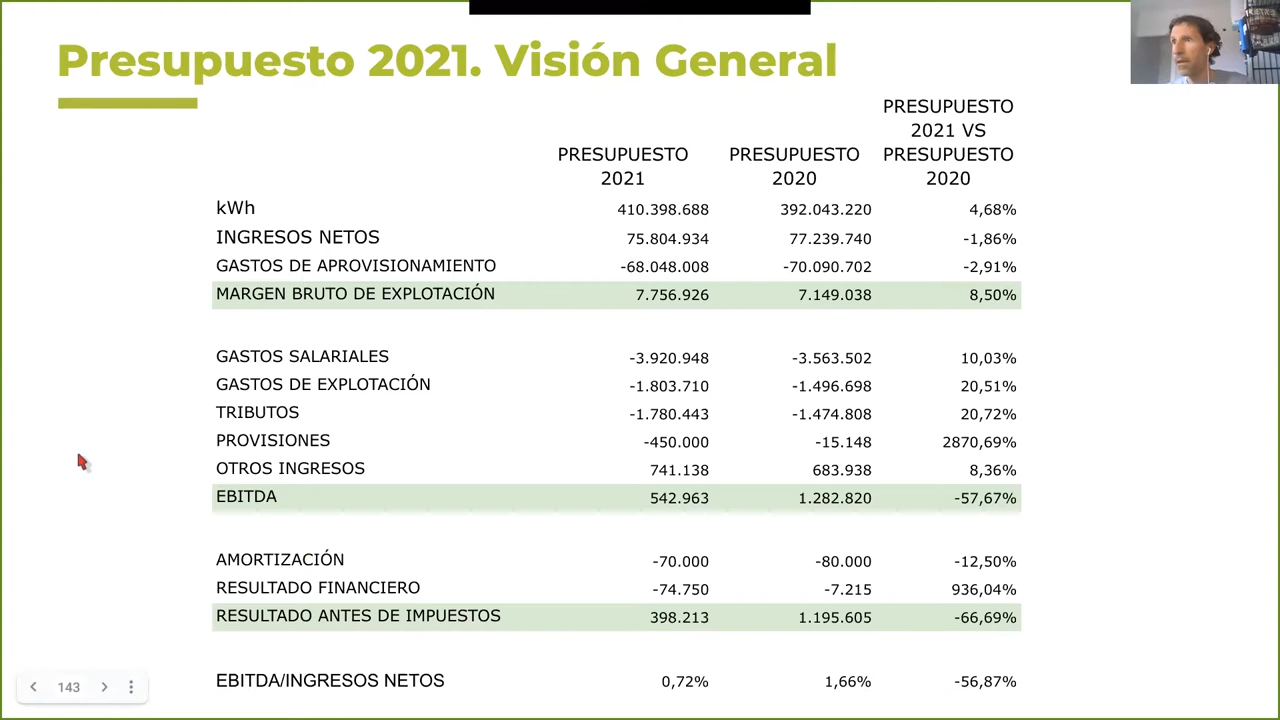 Presupuesto 2021. Visión General
PRESUPUESTO 2021 PRESUPUESTO 2020 PRESUPUESTO 2021 VS PRESUPUESTO 2020
kWh 410.398.688 392.043.220 4,68%
INGRESOS NETOS 75.804.934 77.239.740 -1,86%
GASTOS DE APROVISIONAMIENTO -68.048.008 -70.090.702 -2,91%
MARGEN BRUTO DE EXPLOTACIÓN 7.756.926 7.149.038 8,50%
GASTOS SALARIALES -3.920.948 -3.563.502 10,03%
GASTOS DE EXPLOTACIÓN -1.803.710 -1.496.698 20,51%
TRIBUTOS -1.780.443 -1.474.808 20,72%
PROVISIONES -450.000 -15.148 2870,69%
OTROS INGRESOS 741.138 683.938 8,36%
EBITDA 542.963 1.282.820 -57,67%
AMORTIZACIÓN -70.000 -80.000 -12,50%
RESULTADO FINANCIERO -74.750 -7.215 936,04%
RESULTADO ANTES DE IMPUESTOS 398.213 1.195.605 -66,69%
EBITDA/INGRESOS NETOS 0,72% 1,66% -56,87%
143